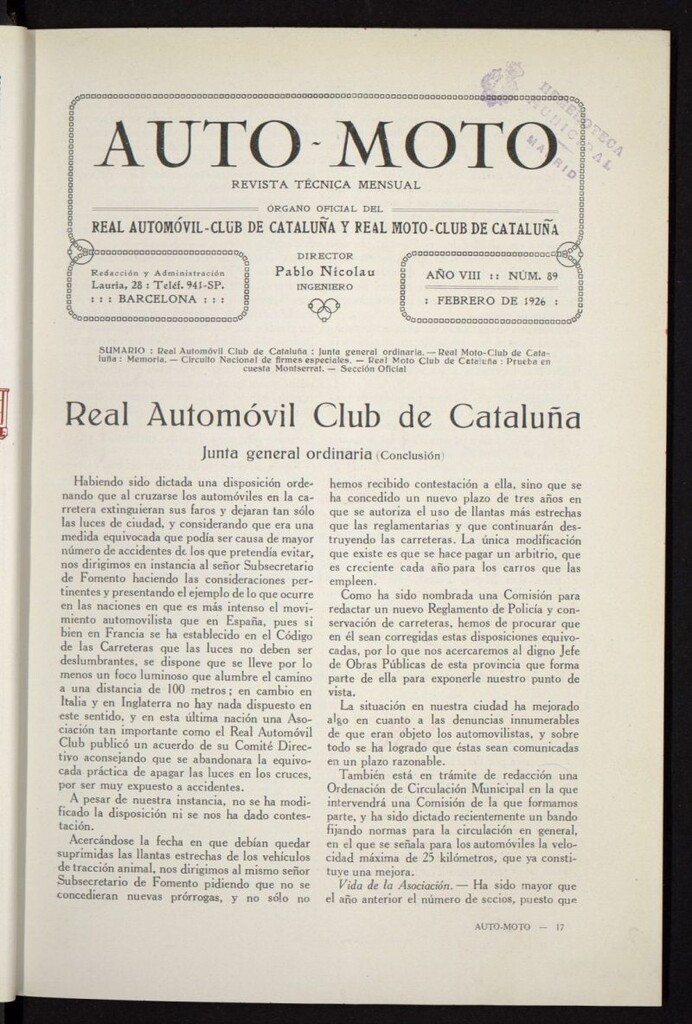 HEMEROTECA
MUNICIPAL
MADRID
AUTO-MOTO
REVISTA TÉCNICA MENSUAL
ÓRGANO OFICIAL DEL
REAL AUTOMÓVIL-CLUB DE CATALUÑA Y REAL MOTO-CLUB DE CATALUÑA
Redacción y Administración
Lauria, 28 : Teléf. 941-SP.
: : : BARCELONA : : :
DIRECTOR
Pablo Nicolau
INGENIERO
AÑO VIII :: NÚM. 89
: FEBRERO DE 1926 :
SUMARIO : Real Automóvil Club de Cataluña : Junta general ordinaria. — Real Moto-Club de Cata-
luña : Memoria. — Circuito Nacional de firmes especiales. — Real Moto Club de Cataluña : Prueba en
cuesta Montserrat. — Sección Oficial
Real Automóvil Club de Cataluña
Junta general ordinaria (Conclusión)
Habiendo sido dictada una disposición orde-
nando que al cruzarse los automóviles en la ca-
rretera extinguieran sus faros y dejaran tan sólo
las luces de ciudad, y considerando que era una
medida equivocada que podía ser causa de mayor
número de accidentes de los que pretendía evitar,
nos dirigimos en instancia al señor Subsecretario
de Fomento haciendo las consideraciones per-
tinentes y presentando el ejemplo de lo que ocurre
en las naciones en que es más intenso el movi-
miento automovilista que en España, pues si
bien en Francia se ha establecido en el Código
de las Carreteras que las luces no deben ser
deslumbrantes, se dispone que se lleve por lo
menos un foco luminoso que alumbre el camino
a una distancia de 100 metros; en cambio en
Italia y en Inglaterra no hay nada dispuesto en
este sentido, y en esta última nación una Aso-
ciación tan importante como el Real Automóvil
Club publicó un acuerdo de su Comité Direc-
tivo aconsejando que se abandonara la equivo-
cada práctica de apagar las luces en los cruces,
por ser muy expuesto a accidentes.
A pesar de nuestra instancia, no se ha modi-
ficado la disposición ni se nos ha dado contes-
tación.
Acercándose la fecha en que debían quedar
suprimidas las llantas estrechas de los vehículos
de tracción animal, nos dirigimos al mismo señor
Subsecretario de Fomento pidiendo que no se
concedieran nuevas prórrogas, y no sólo no
hemos recibido contestación a ella, sino que se
ha concedido un nuevo plazo de tres años en
que se autoriza el uso de llantas más estrechas
que las reglamentarias y que continuarán des-
truyendo las carreteras. La única modificación
que existe es que se hace pagar un arbitrio, que
es creciente cada año para los carros que las
empleen.
Como ha sido nombrada una Comisión para
redactar un nuevo Reglamento de Policía y con-
servación de carreteras, hemos de procurar que
en él sean corregidas estas disposiciones equivo-
cadas, por lo que nos acercaremos al digno Jefe
de Obras Públicas de esta provincia que forma
parte de ella para exponerle nuestro punto de
vista.
La situación en nuestra ciudad ha mejorado
algo en cuanto a las denuncias innumerables
de que eran objeto los automovilistas, y sobre
todo se ha logrado que éstas sean comunicadas
en un plazo razonable.
También está en trámite de redacción una
Ordenación de Circulación Municipal en la que
intervendrá una Comisión de la que formamos
parte, y ha sido dictado recientemente un bando
fijando normas para la circulación en general,
en el que se señala para los automóviles la velo-
cidad máxima de 25 kilómetros, que ya consti-
tuye una mejora.
Vida de la Asociación. — Ha sido mayor que
el año anterior el número de socios, puesto que
AUTO-MOTO — 17